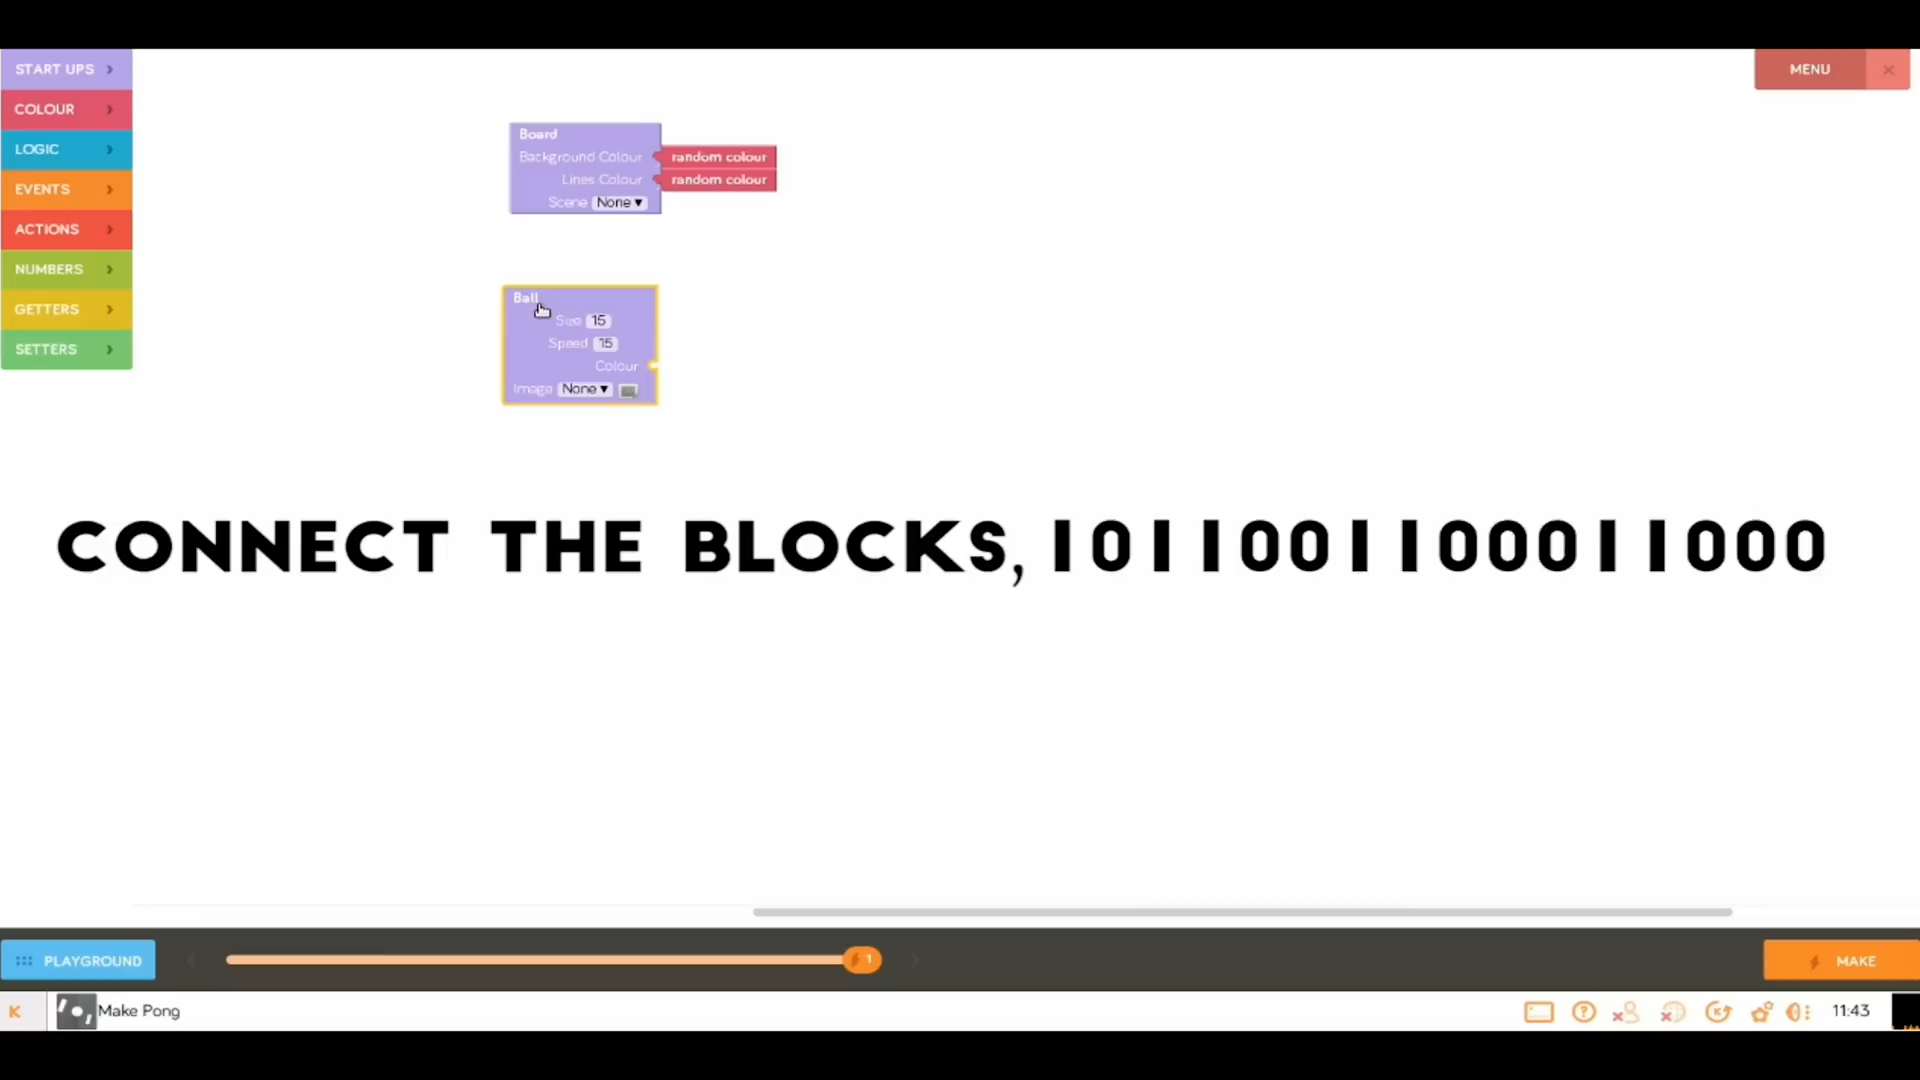 START UPS
MENU
COLOUR
LOGIC
EVENTS
ACTIONS
NUMBERS
GETTERS
SETTERS
Board
Background Colour random colour
Lines Colour random colour
Scene None
Ball
Size 15
Speed 15
Colour
Image None
CONNECT THE BLOCKS, 1011001100011000
PLAYGROUND
1
MAKE
Make Pong
11:43